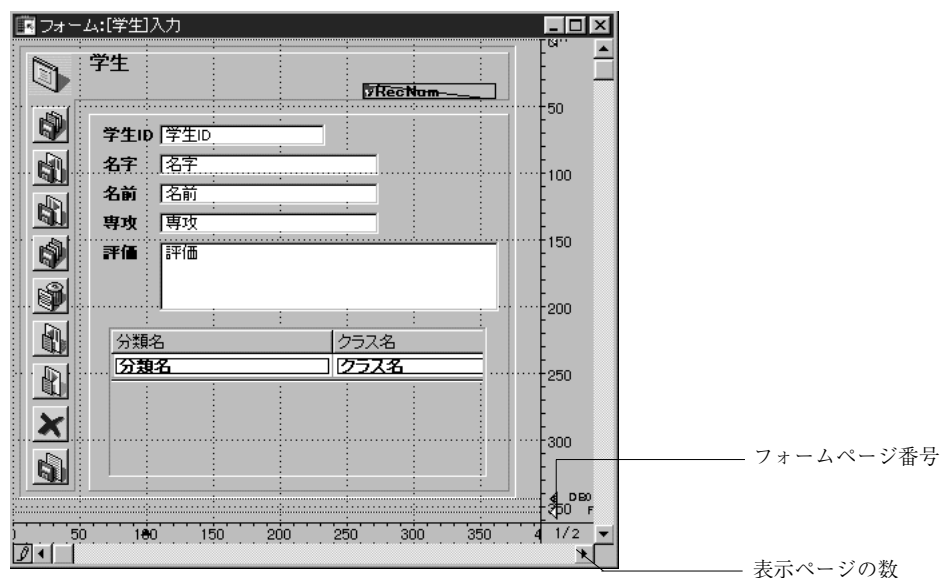 フォーム:[学生]入力
学生
vRecNum
50
学生ID 学生ID
名字 名字
100
名前 名前
専攻 専攻
150
評価 評価
200
分類名 クラス名
分類名 クラス名
250
300
フォームページ番号
DB0
350 F
50 100 150 200 250 300 350 4 1/2
表示ページの数